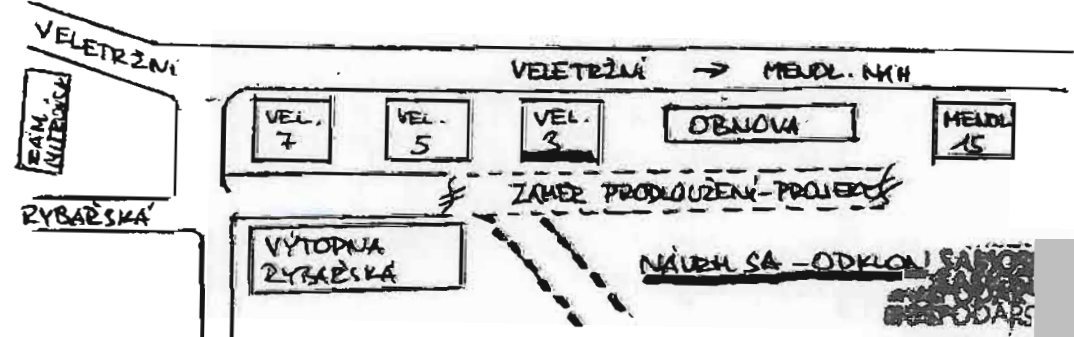 VELETRŽNÍ
VELETRŽNÍ → MENDL. NÁM
VEL.
7
VEL.
5
VEL.
3
OBNOVA
MENDL
15
ZÁMĚR PRODLOUŽENÍ-PROJEKT
RYBÁŘSKÁ
VÝTOPNA
RYBÁŘSKÁ
NÁVRH SA - ODKLON